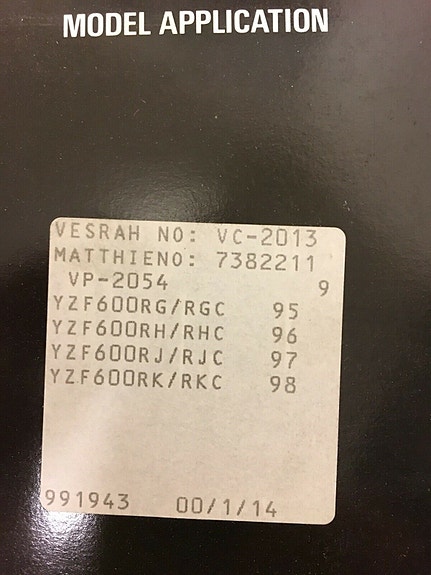 MODEL APPLICATION
VESRAH NO: VC-2013
MATTHIENO: 7382211
VP-2054 9
YZF600RG/RGC 95
YZF600RH/RHC 96
YZF600RJ/RJC 97
YZF600RK/RKC 98
991943 00/1/14